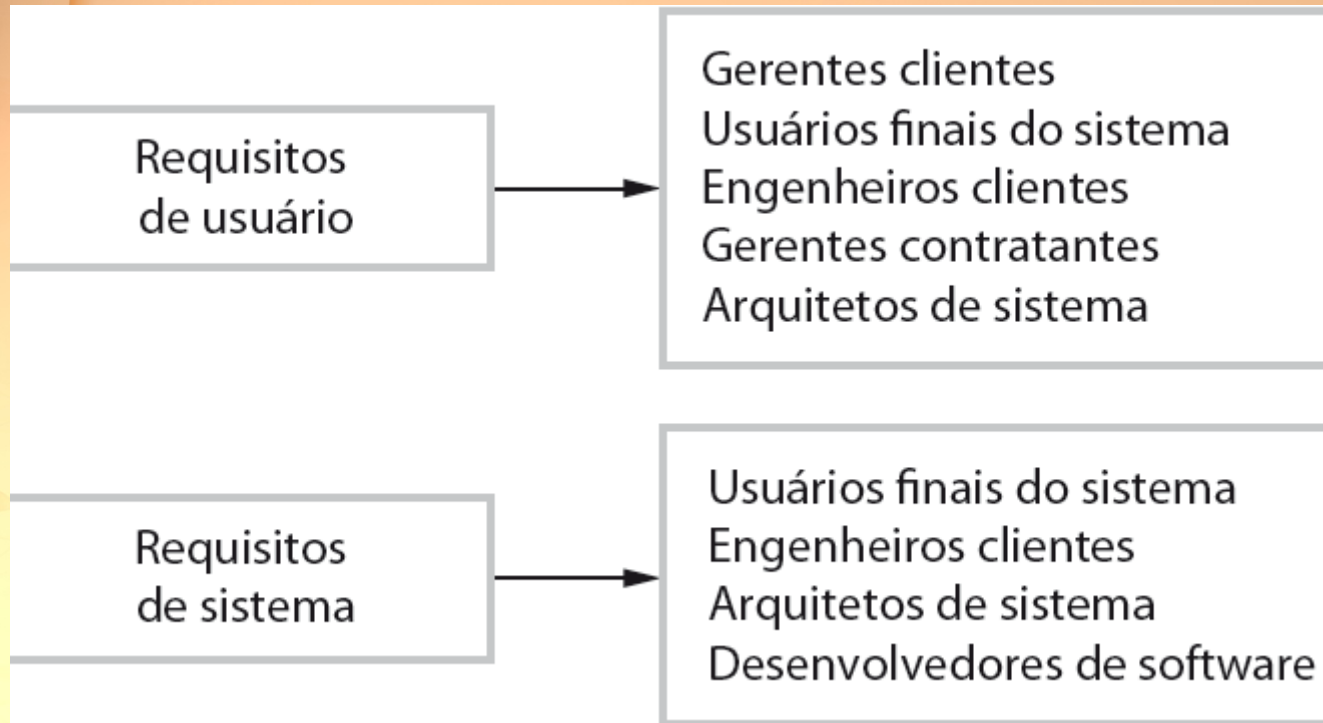 Requisitos
de usuário
Gerentes clientes
Usuários finais do sistema
Engenheiros clientes
Gerentes contratantes
Arquitetos de sistema
Requisitos
de sistema
Usuários finais do sistema
Engenheiros clientes
Arquitetos de sistema
Desenvolvedores de software